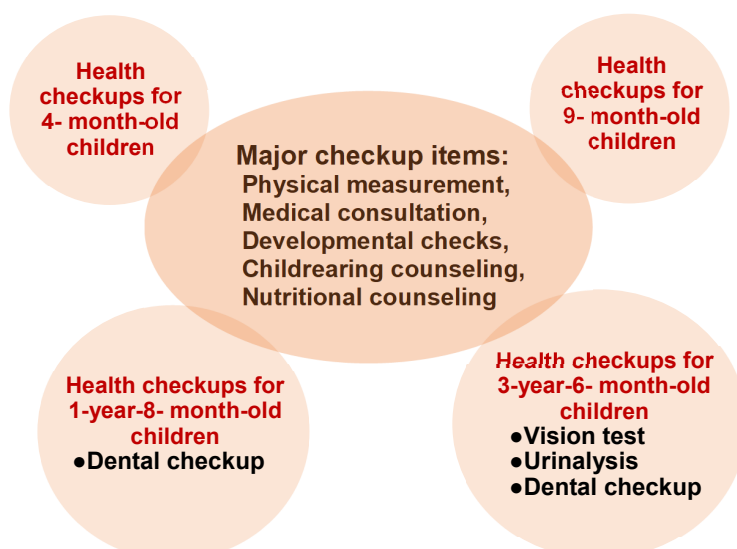 Health
checkups for
4- month-old
children
Health
checkups for
9- month-old
children
Major checkup items:
Physical measurement,
Medical consultation,
Developmental checks,
Childrearing counseling,
Nutritional counseling
Health checkups for
1-year-8- month-old
children
●Dental checkup
Health checkups for
3-year-6- month-old
children
●Vision test
●Urinalysis
●Dental checkup